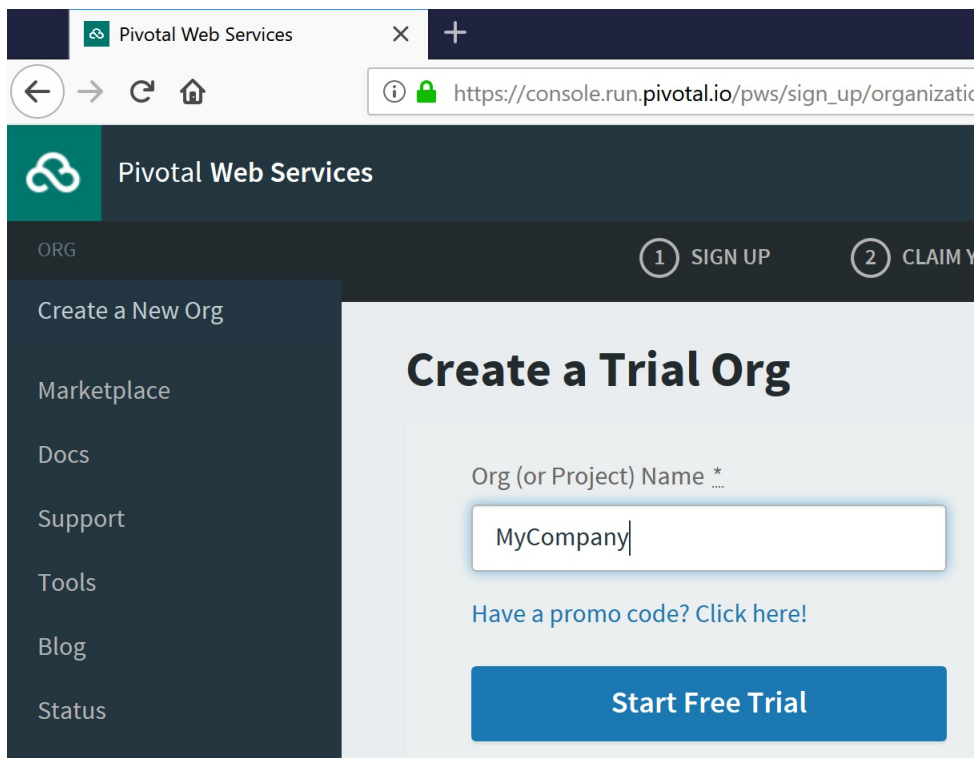 Pivotal Web Services
https://console.run.pivotal.io/pws/sign_up/organizatio
Pivotal Web Services
ORG
1 SIGN UP 2 CLAIM Y
Create a New Org
Marketplace
Docs
Support
Tools
Blog
Status
Create a Trial Org
Org (or Project) Name *
MyCompany
Have a promo code? Click here!
Start Free Trial